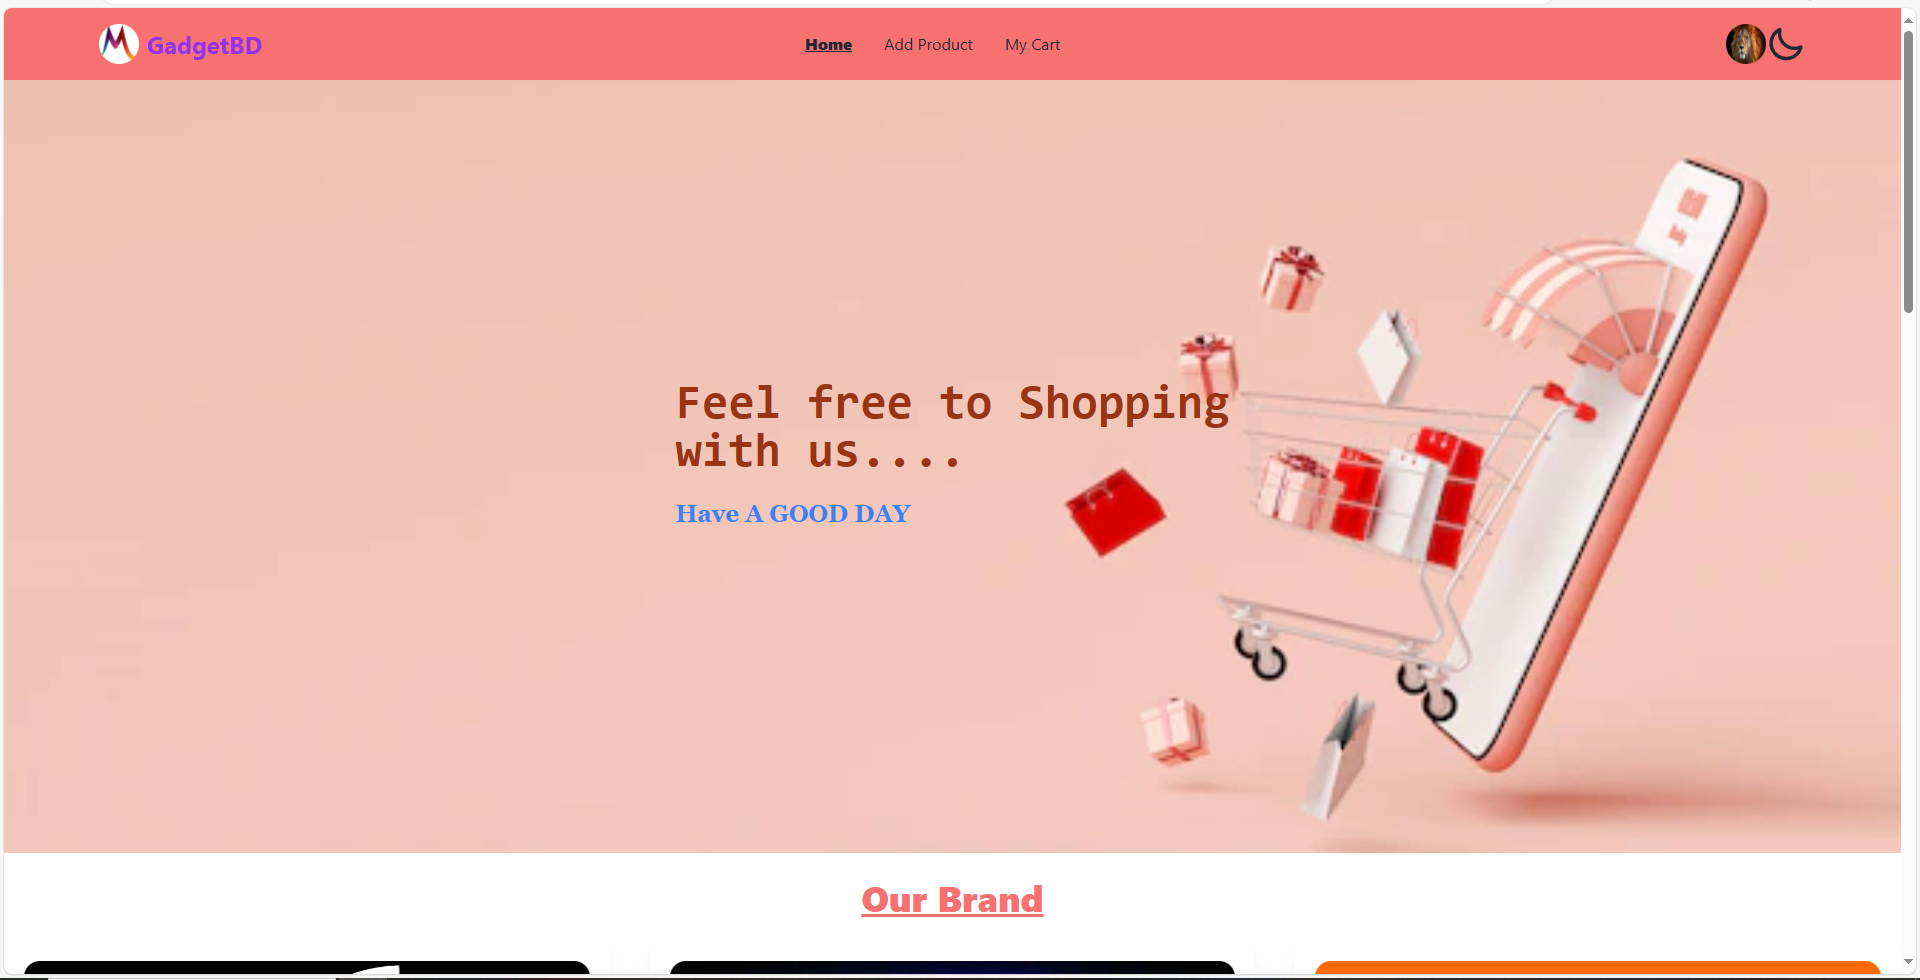 GadgetBD
Home
Add Product
My Cart
Feel free to Shopping
with us....
Have A GOOD DAY
Our Brand